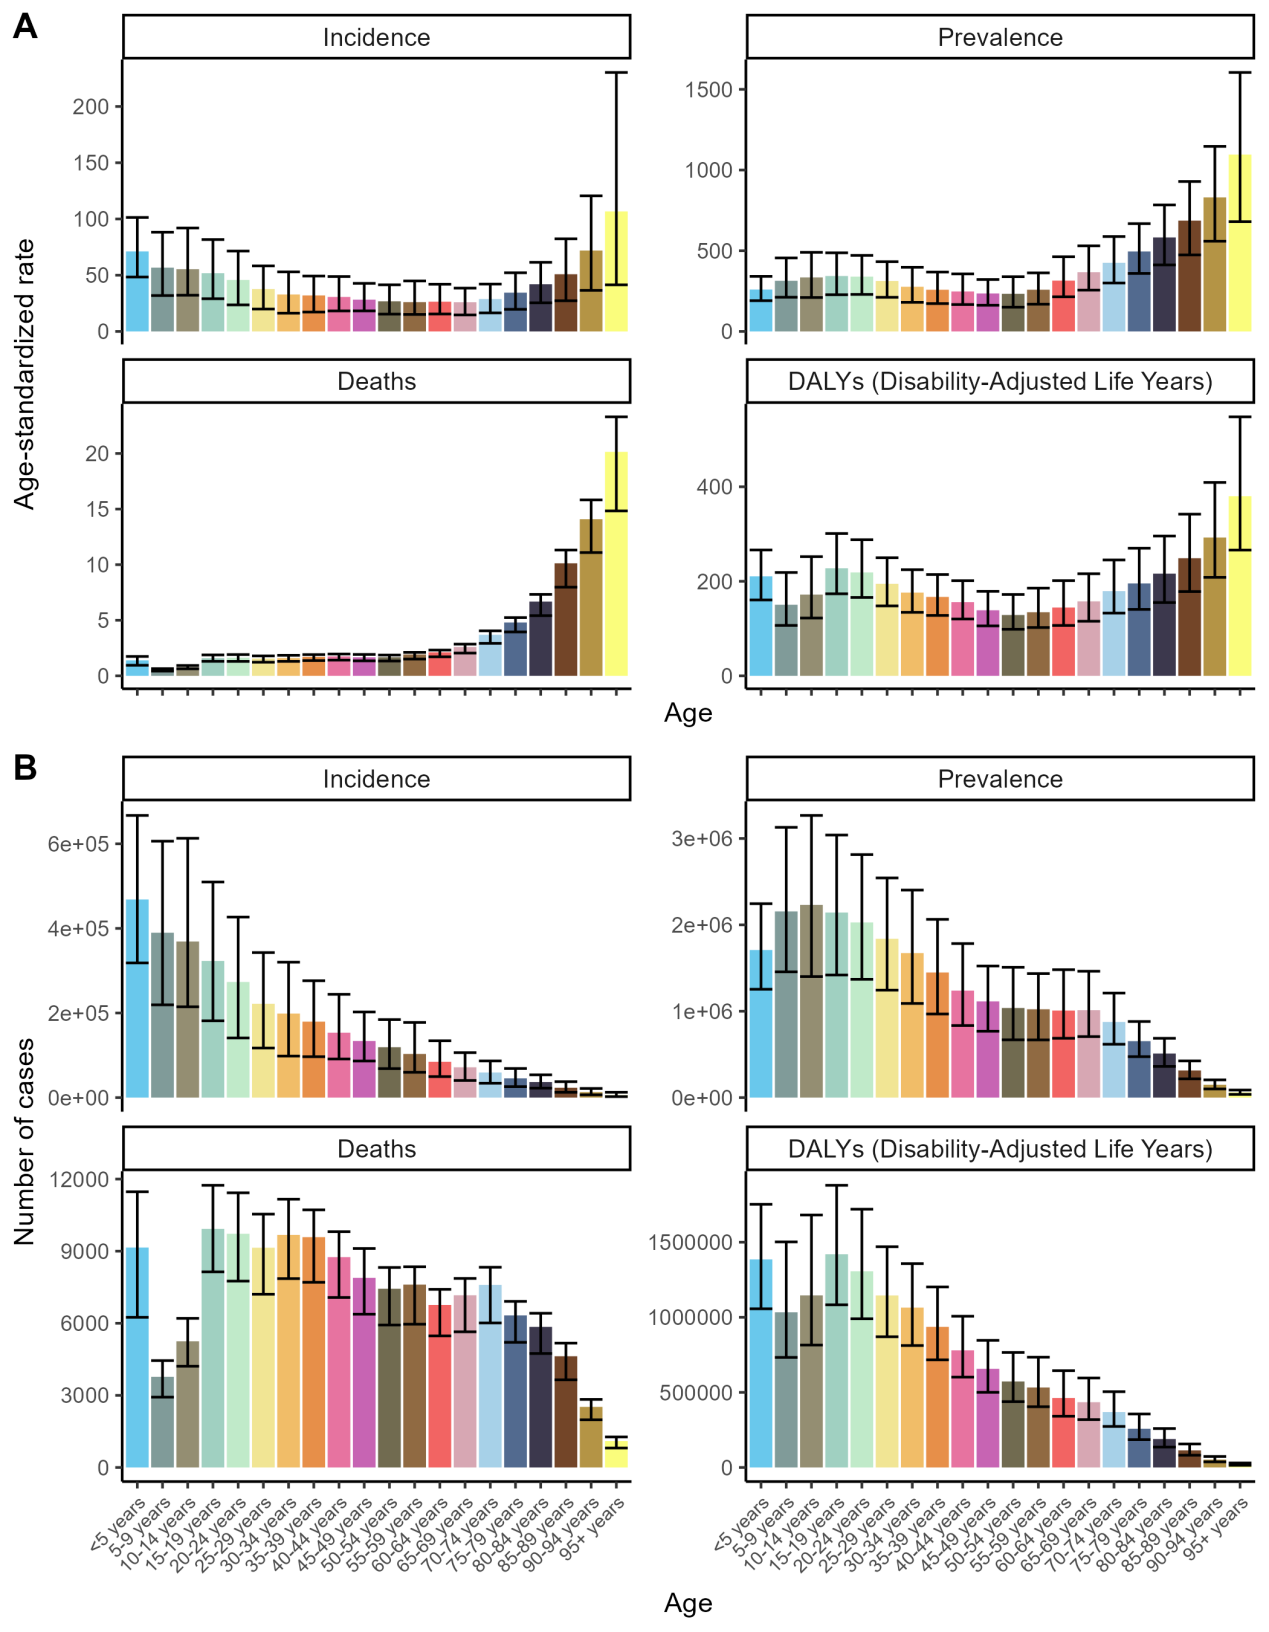 A
Incidence
Prevalence
Age-standardized rate
200
150
100
50
0
1500
1000
500
0
Deaths
DALYs (Disability-Adjusted Life Years)
20
15
10
5
0
400
200
0
Age
B
Incidence
Prevalence
Number of cases
6e+05
4e+05
2e+05
0e+00
3e+06
2e+06
1e+06
0e+00
Deaths
DALYs (Disability-Adjusted Life Years)
12000
9000
6000
3000
0
1500000
1000000
500000
0
<5 years
5-9 years
10-14 years
15-19 years
20-24 years
25-29 years
30-34 years
35-39 years
40-44 years
45-49 years
50-54 years
55-59 years
60-64 years
65-69 years
70-74 years
75-79 years
80-84 years
85-89 years
90-94 years
95+ years
<5 years
5-9 years
10-14 years
15-19 years
20-24 years
25-29 years
30-34 years
35-39 years
40-44 years
45-49 years
50-54 years
55-59 years
60-64 years
65-69 years
70-74 years
75-79 years
80-84 years
85-89 years
90-94 years
95+ years
Age